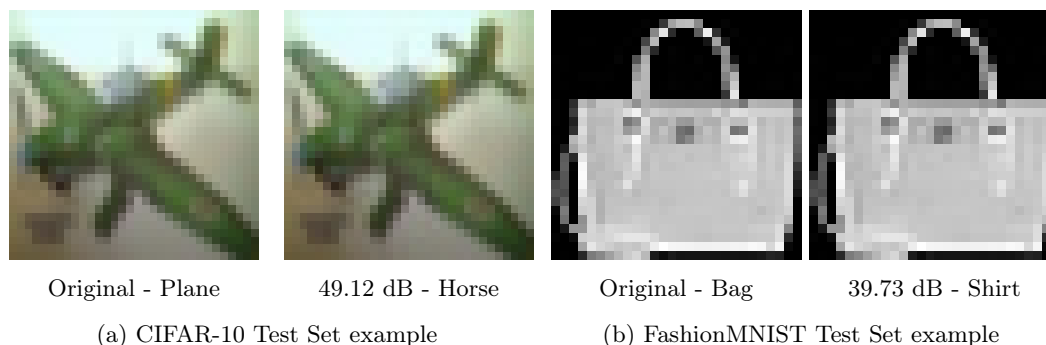 Original - Plane
49.12 dB - Horse
Original - Bag
39.73 dB - Shirt
(a) CIFAR-10 Test Set example
(b) FashionMNIST Test Set example